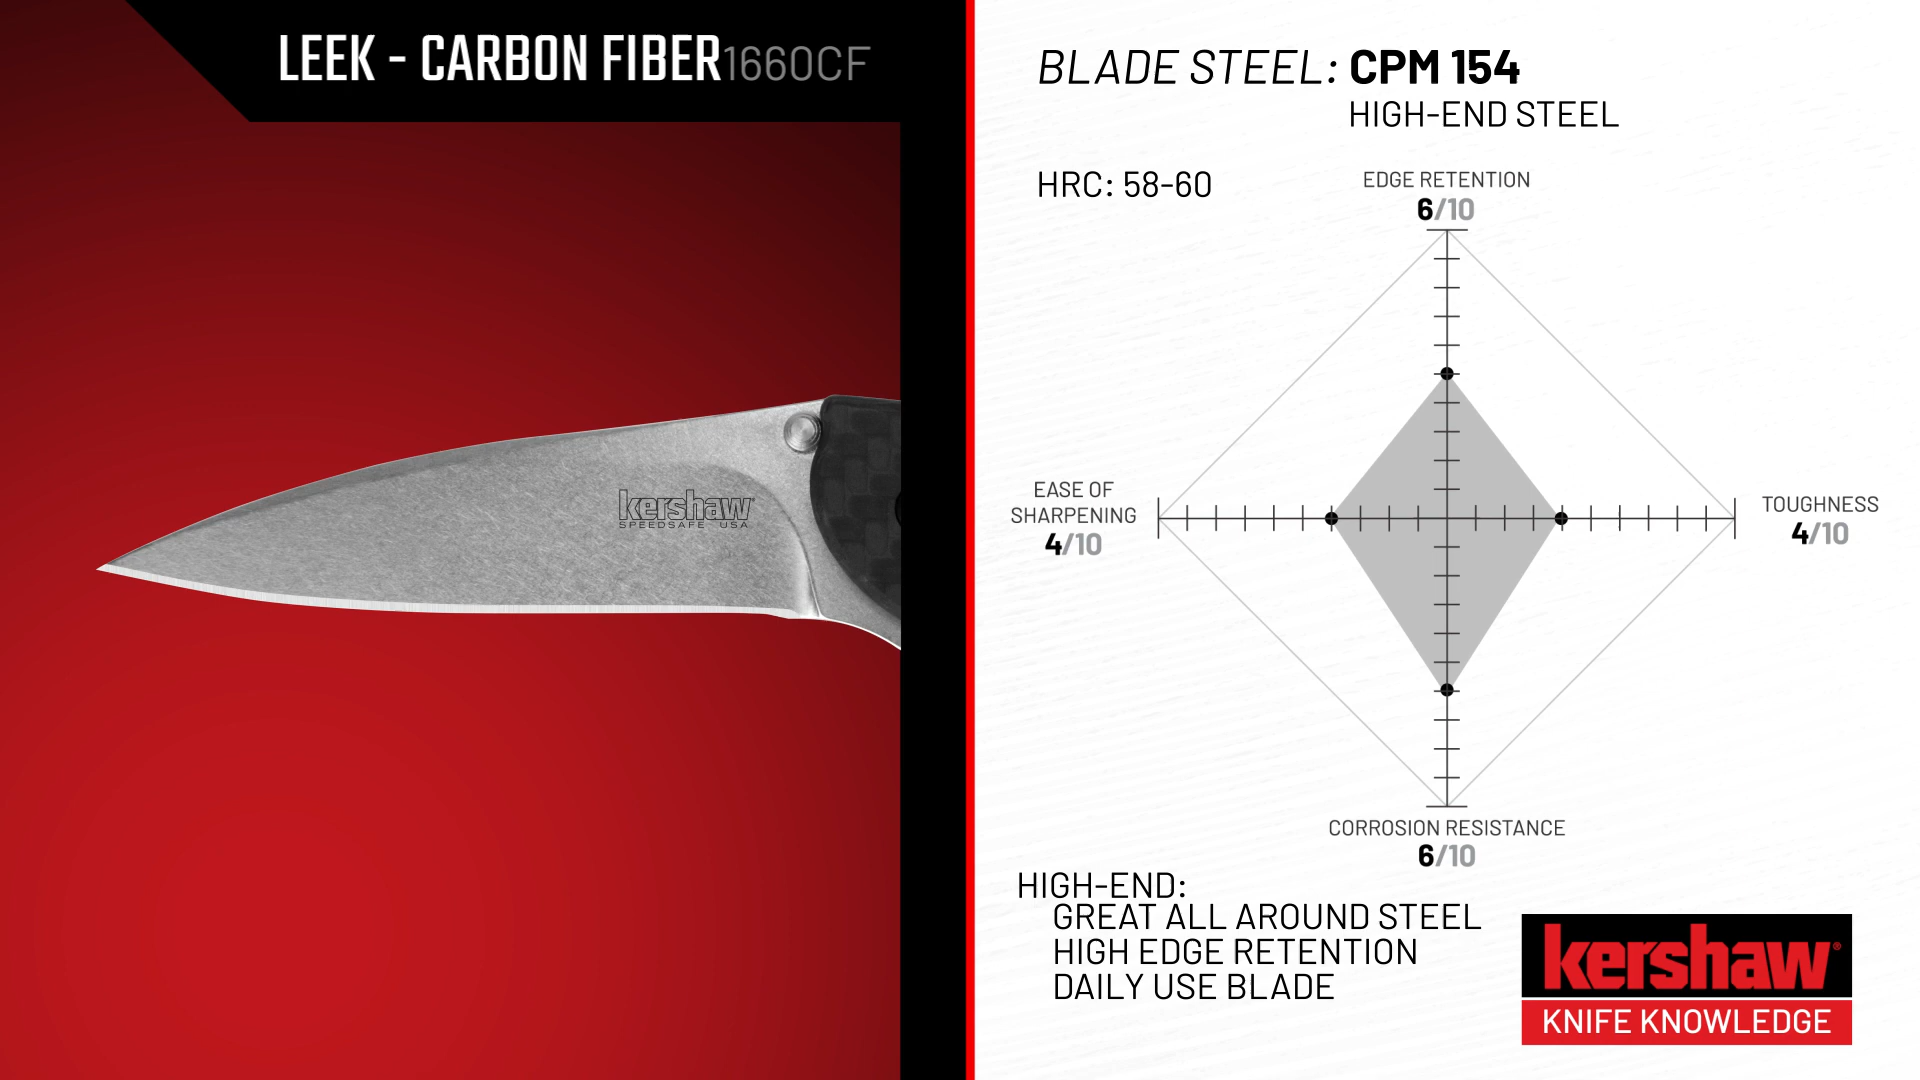 LEEK - CARBON FIBER 1660CF
kershaw
SPEEDSAFE USA
BLADE STEEL: CPM 154
HIGH-END STEEL
HRC: 58-60
EDGE RETENTION
6/10
EASE OF
SHARPENING
4/10
TOUGHNESS
4/10
CORROSION RESISTANCE
6/10
HIGH-END:
GREAT ALL AROUND STEEL
HIGH EDGE RETENTION
DAILY USE BLADE
kershaw®
KNIFE KNOWLEDGE